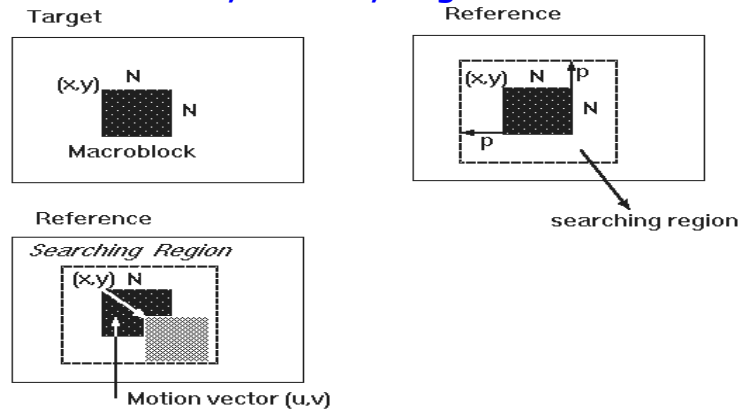 Target
(x,y) N
N
Macroblock
Reference
(x,y) N p
N
p
searching region
Reference
Searching Region
(x,y) N
Motion vector (u,v)